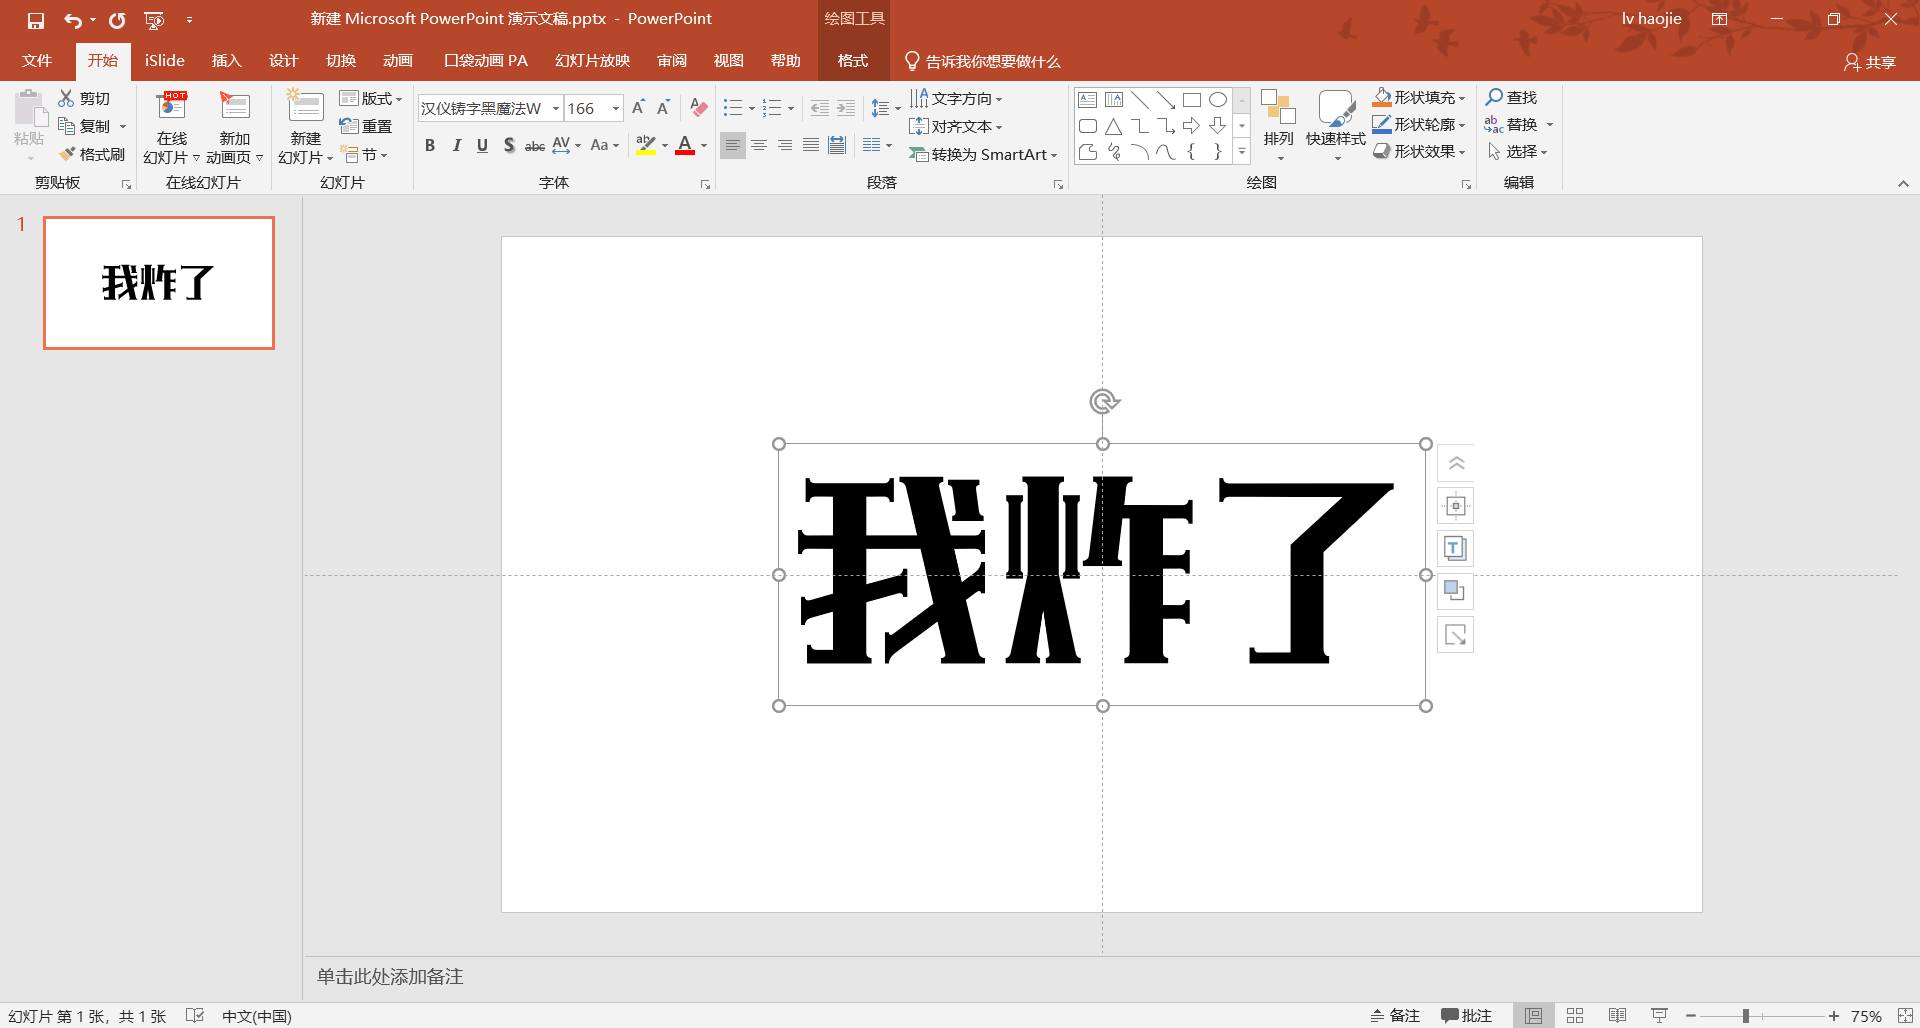 新建 Microsoft PowerPoint 演示文稿.pptx - PowerPoint
绘图工具
lv haojie
文件 开始 iSlide 插入 设计 切换 动画 口袋动画 PA 幻灯片放映 审阅 视图 帮助 格式 告诉我你想要做什么 共享
粘贴
剪切
复制
格式刷
剪贴板
HOT
在线
幻灯片
新加
动画页
在线幻灯片
新建
幻灯片
版式
重置
节
幻灯片
汉仪铸字黑魔法W 166
B I U S abc AV Aa
A
字体
文字方向
对齐文本
转换为 SmartArt
段落
排列
快速样式
形状填充
形状轮廓
形状效果
绘图
查找
替换
选择
编辑
1
我炸了
我炸了
单击此处添加备注
幻灯片 第 1 张，共 1 张 中文(中国) 备注 批注 75%